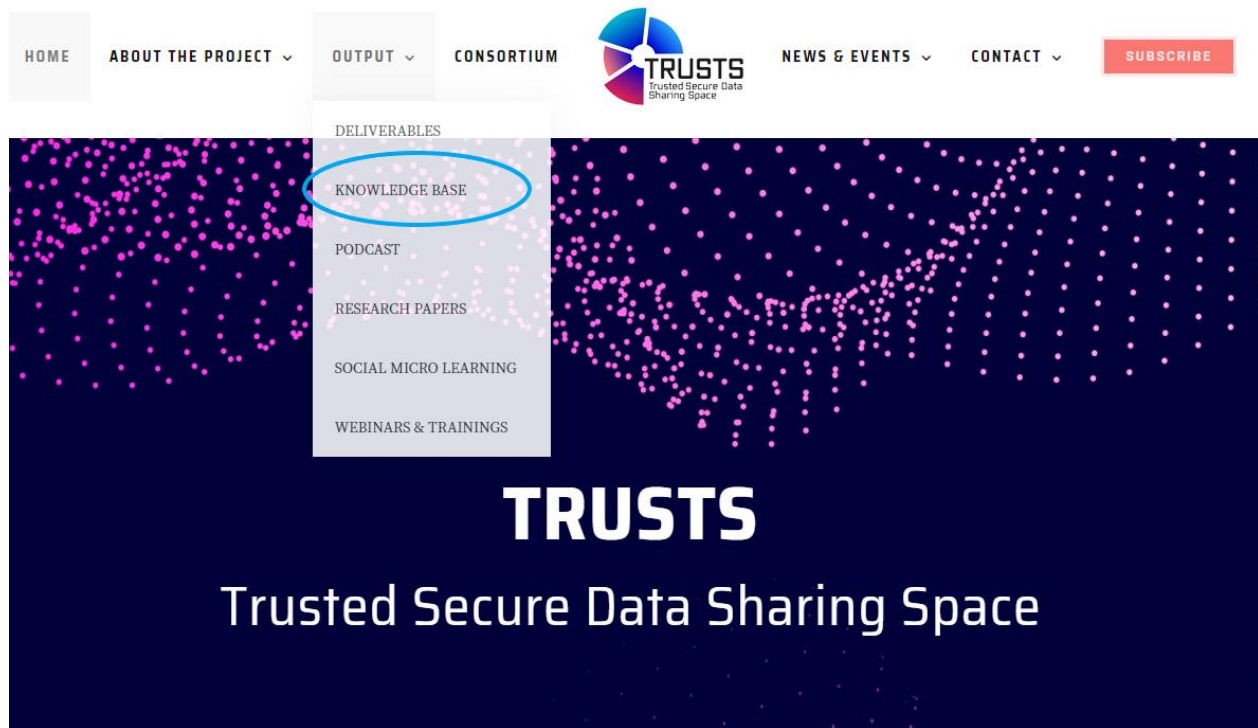 HOME
ABOUT THE PROJECT
OUTPUT
CONSORTIUM
TRUSTS
Trusted Secure Data
Sharing Space
NEWS & EVENTS
CONTACT
SUBSCRIBE
DELIVERABLES
KNOWLEDGE BASE
PODCAST
RESEARCH PAPERS
SOCIAL MICRO LEARNING
WEBINARS & TRAININGS
TRUSTS
Trusted Secure Data Sharing Space